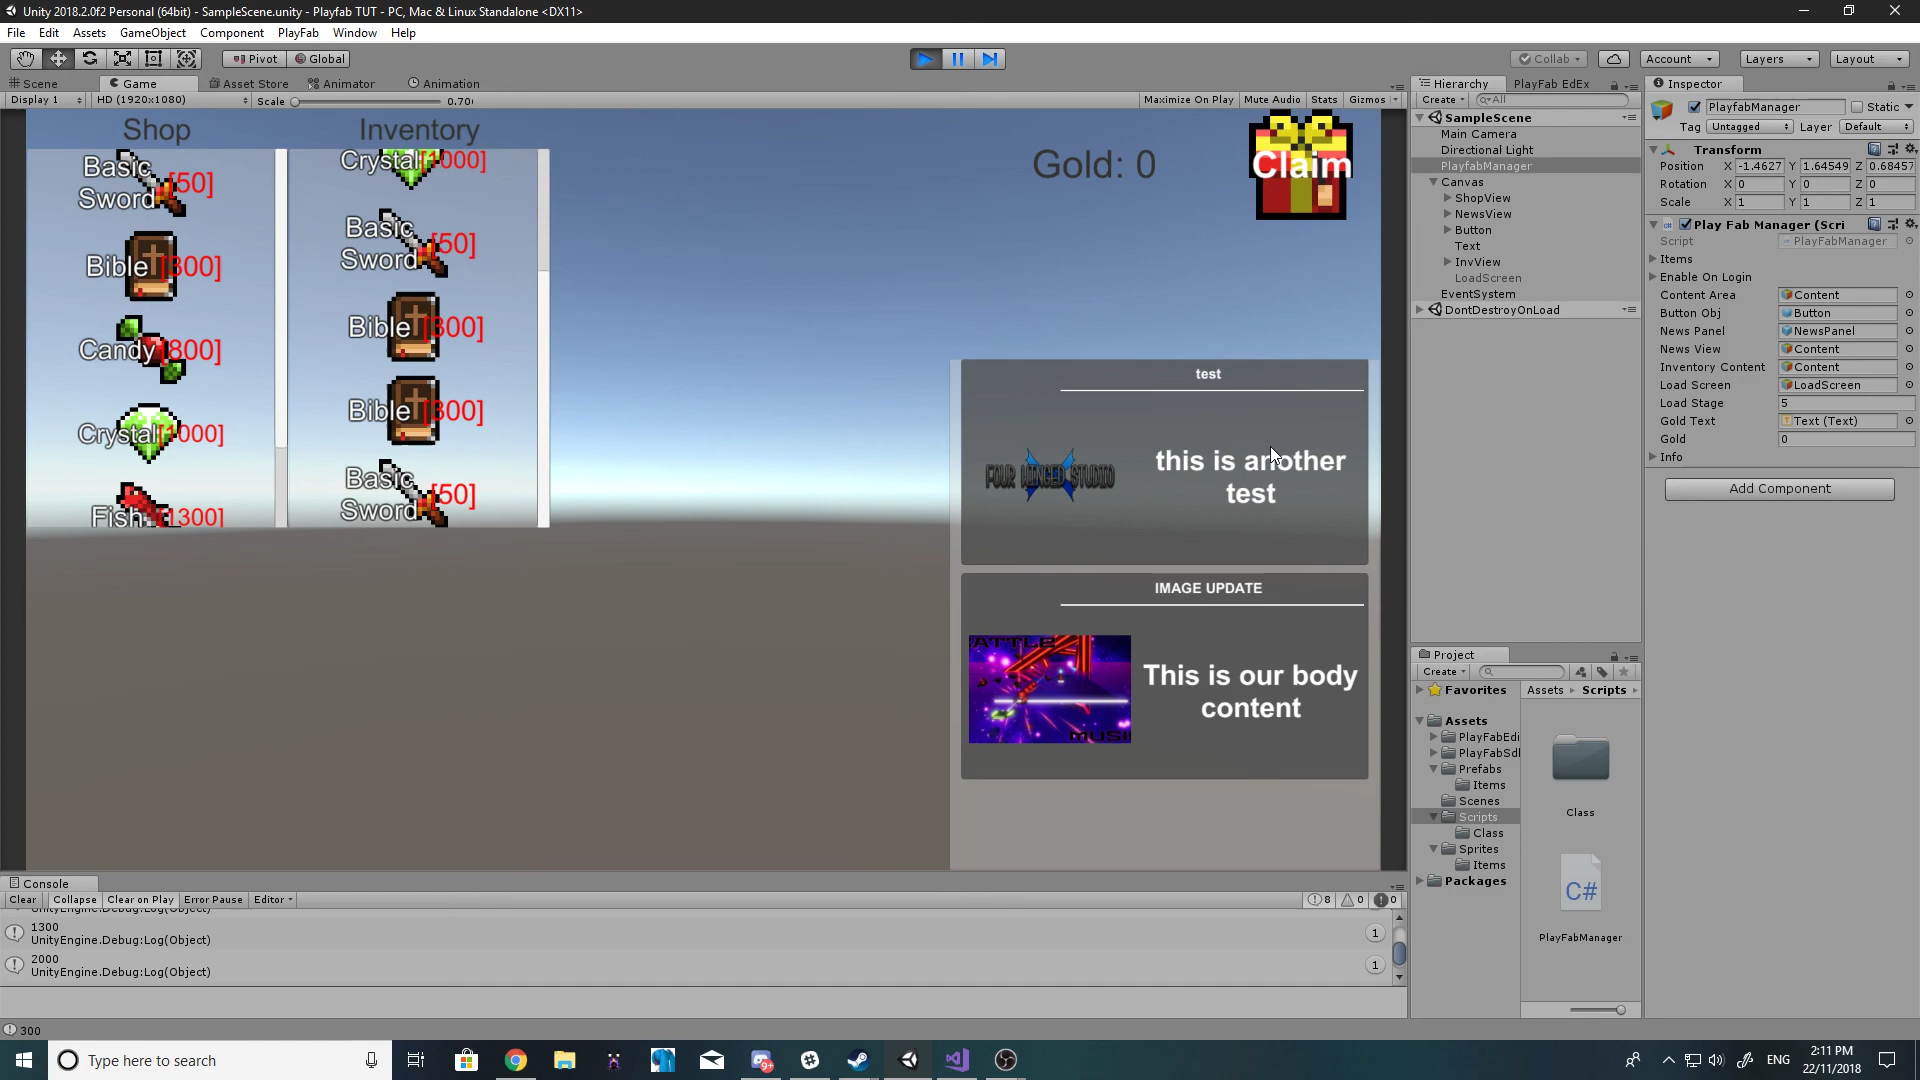 Unity 2018.2.0f2 Personal (64bit) - SampleScene.unity - Playfab TUT - PC, Mac & Linux Standalone <DX11>
File Edit Assets GameObject Component PlayFab Window Help
Pivot Global Collab Account Layers Layout
Scene Game Asset Store Animator Animation
Display 1 HD (1920x1080) Scale 0.70 Maximize On Play Mute Audio Stats Gizmos
Shop Inventory
Basic Sword [50]
Bible [300]
Candy [800]
Crystal [1000]
Fish [1300]
Crystal [1000]
Basic Sword [50]
Bible [300]
Bible [300]
Basic Sword [50]
Gold: 0
Claim
test
FOUR WINGED STUDIO
this is another
test
IMAGE UPDATE
This is our body
content
Hierarchy PlayFab EdEx
Create All
SampleScene
Main Camera
Directional Light
PlayfabManager
Canvas
ShopView
NewsView
Button
Text
InvView
LoadScreen
EventSystem
DontDestroyOnLoad
Inspector
PlayfabManager Static
Tag Untagged Layer Default
Transform
Position X -1.4627 Y 1.64549 Z 0.68457
Rotation X 0 Y 0 Z 0
Scale X 1 Y 1 Z 1
Play Fab Manager (Scri
Script PlayFabManager
Items
Enable On Login
Content Area Content
Button Obj Button
News Panel NewsPanel
News View Content
Inventory Content Content
Load Screen LoadScreen
Load Stage 5
Gold Text Text (Text)
Gold 0
Info
Add Component
Project
Create
Favorites
Assets
PlayFabEdi
PlayFabSdl
Prefabs
Items
Scenes
Scripts
Class
Sprites
Items
Packages
Assets Scripts
Class
C#
PlayFabManager
Console
Clear Collapse Clear on Play Error Pause Editor 8 0 0
UnityEngine.Debug:Log(Object)
1300
UnityEngine.Debug:Log(Object) 1
2000
UnityEngine.Debug:Log(Object) 1
300
Type here to search
9+
ENG
2:11 PM
22/11/2018